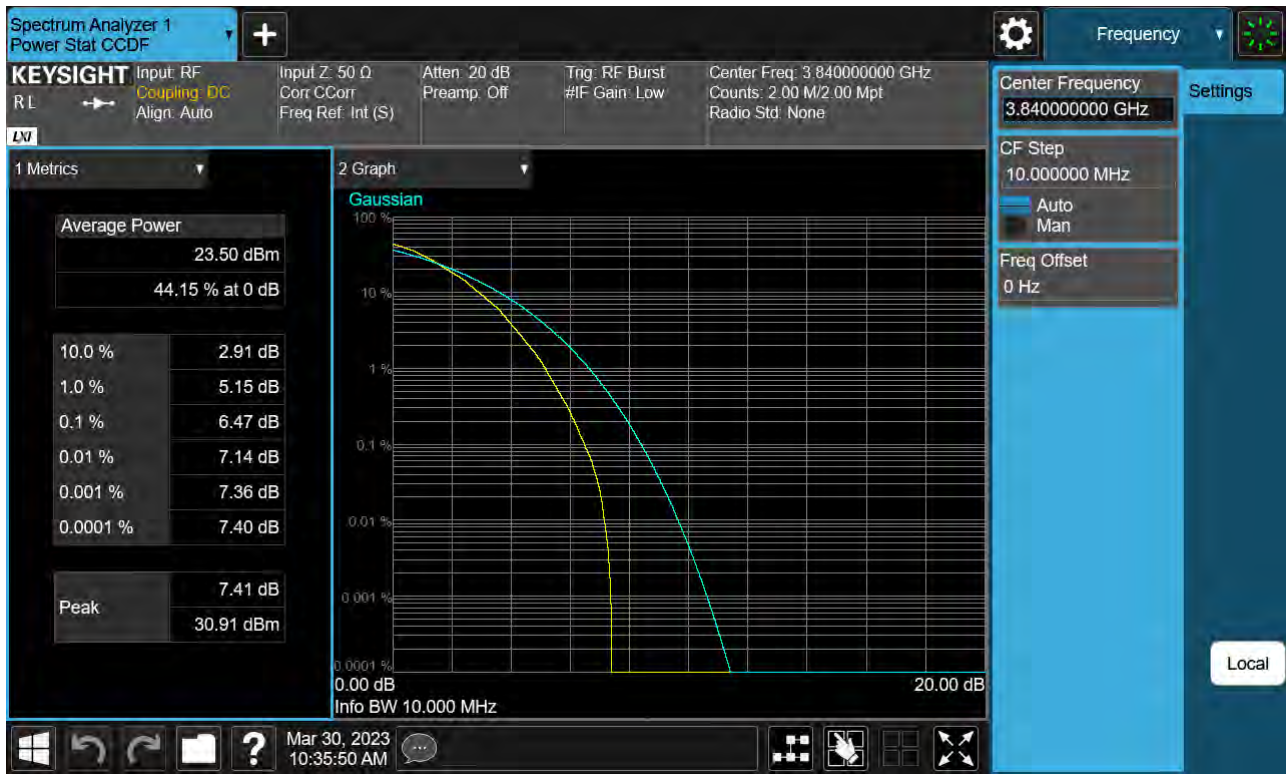 Spectrum Analyzer 1
Power Stat CCDF
Frequency
KEYSIGHT
RL
LXI
Input: RF
Coupling: DC
Align: Auto
Input Z: 50 Ω
Corr CCorr
Freq Ref: Int (S)
Atten: 20 dB
Preamp: Off
Trig: RF Burst
#IF Gain: Low
Center Freq: 3.840000000 GHz
Counts: 2.00 M/2.00 Mpt
Radio Std: None
Center Frequency
3.840000000 GHz
Settings
CF Step
10.000000 MHz
Auto
Man
Freq Offset
0 Hz
1 Metrics
Average Power
23.50 dBm
44.15 % at 0 dB
10.0 % 2.91 dB
1.0 % 5.15 dB
0.1 % 6.47 dB
0.01 % 7.14 dB
0.001 % 7.36 dB
0.0001 % 7.40 dB
Peak
7.41 dB
30.91 dBm
2 Graph
Gaussian
100 %
10 %
1 %
0.1 %
0.01 %
0.001 %
0.0001 %
0.00 dB 20.00 dB
Info BW 10.000 MHz
Local
?
Mar 30, 2023
10:35:50 AM